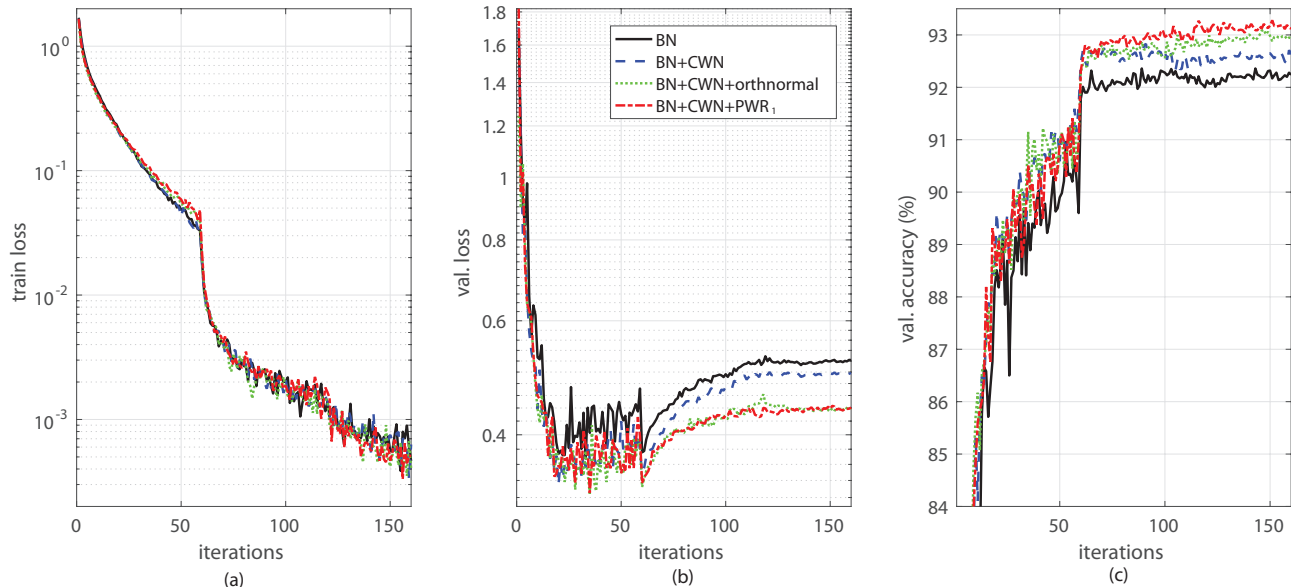 10^0
10^-1
10^-2
10^-3
0 50 100 150
train loss
iterations
(a)
1.8
1.6
1.4
1.2
1
0.8
0.6
0.4
0 50 100 150
val. loss
iterations
(b)
BN
BN+CWN
BN+CWN+orthnormal
BN+CWN+PWR₁
93
92
91
90
89
88
87
86
85
84
50 100 150
val. accuracy (%)
iterations
(c)